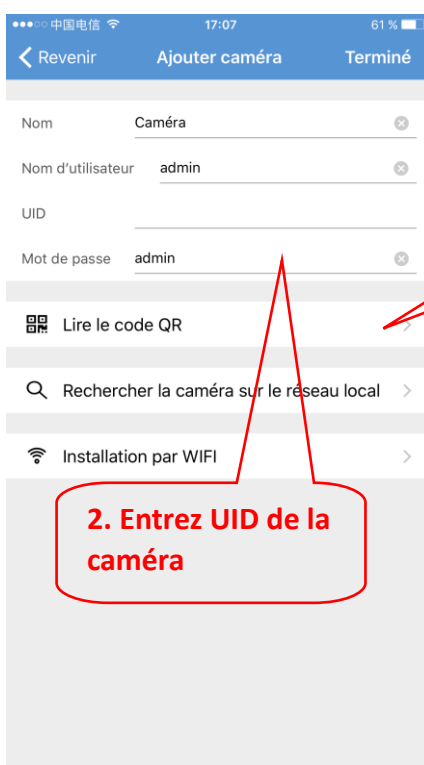 中国电信 17:07 61 %
Revenir Ajouter caméra Terminé
Nom Caméra
Nom d'utilisateur admin
UID
Mot de passe admin
Lire le code QR
Rechercher la caméra sur le réseau local
Installation par WIFI
2. Entrez UID de la
caméra